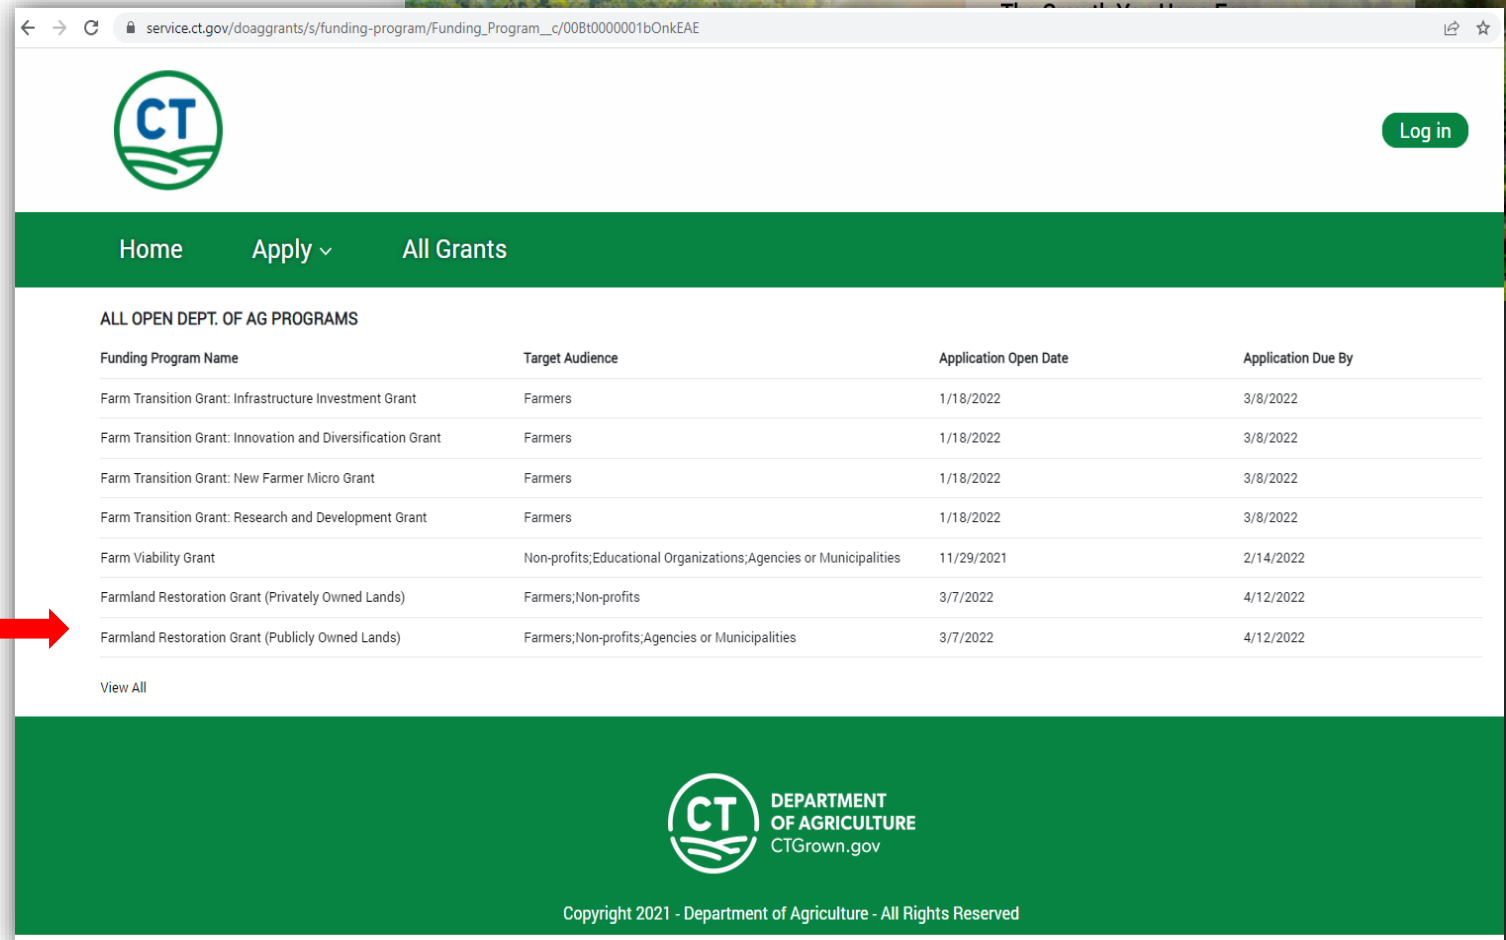 service.ct.gov/doaggrants/s/funding-program/Funding_Program__c/00Bt0000001bOnkEAE
CT
Log in
Home Apply All Grants
ALL OPEN DEPT. OF AG PROGRAMS
Funding Program Name Target Audience Application Open Date Application Due By
Farm Transition Grant: Infrastructure Investment Grant Farmers 1/18/2022 3/8/2022
Farm Transition Grant: Innovation and Diversification Grant Farmers 1/18/2022 3/8/2022
Farm Transition Grant: New Farmer Micro Grant Farmers 1/18/2022 3/8/2022
Farm Transition Grant: Research and Development Grant Farmers 1/18/2022 3/8/2022
Farm Viability Grant Non-profits;Educational Organizations;Agencies or Municipalities 11/29/2021 2/14/2022
Farmland Restoration Grant (Privately Owned Lands) Farmers;Non-profits 3/7/2022 4/12/2022
Farmland Restoration Grant (Publicly Owned Lands) Farmers;Non-profits;Agencies or Municipalities 3/7/2022 4/12/2022
View All
CT
DEPARTMENT
OF AGRICULTURE
CTGrown.gov
Copyright 2021 - Department of Agriculture - All Rights Reserved